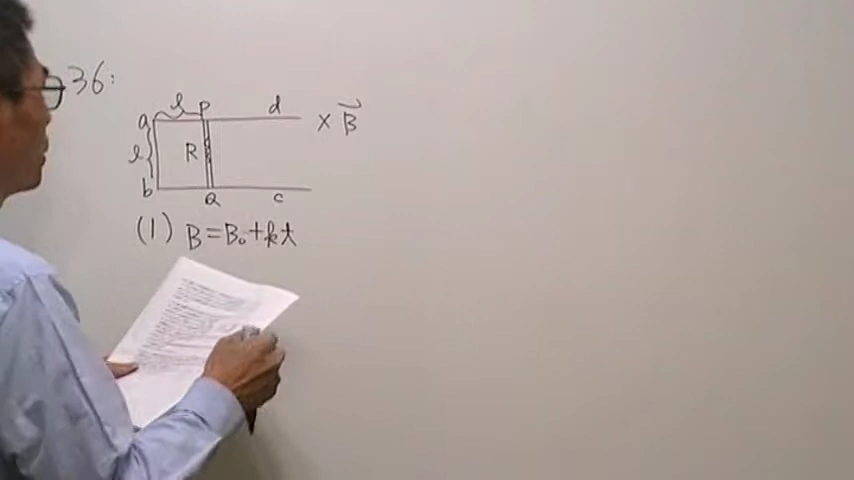 36:
l P d
a × B⃗
l R
b Q c
(1) B=B₀+kt